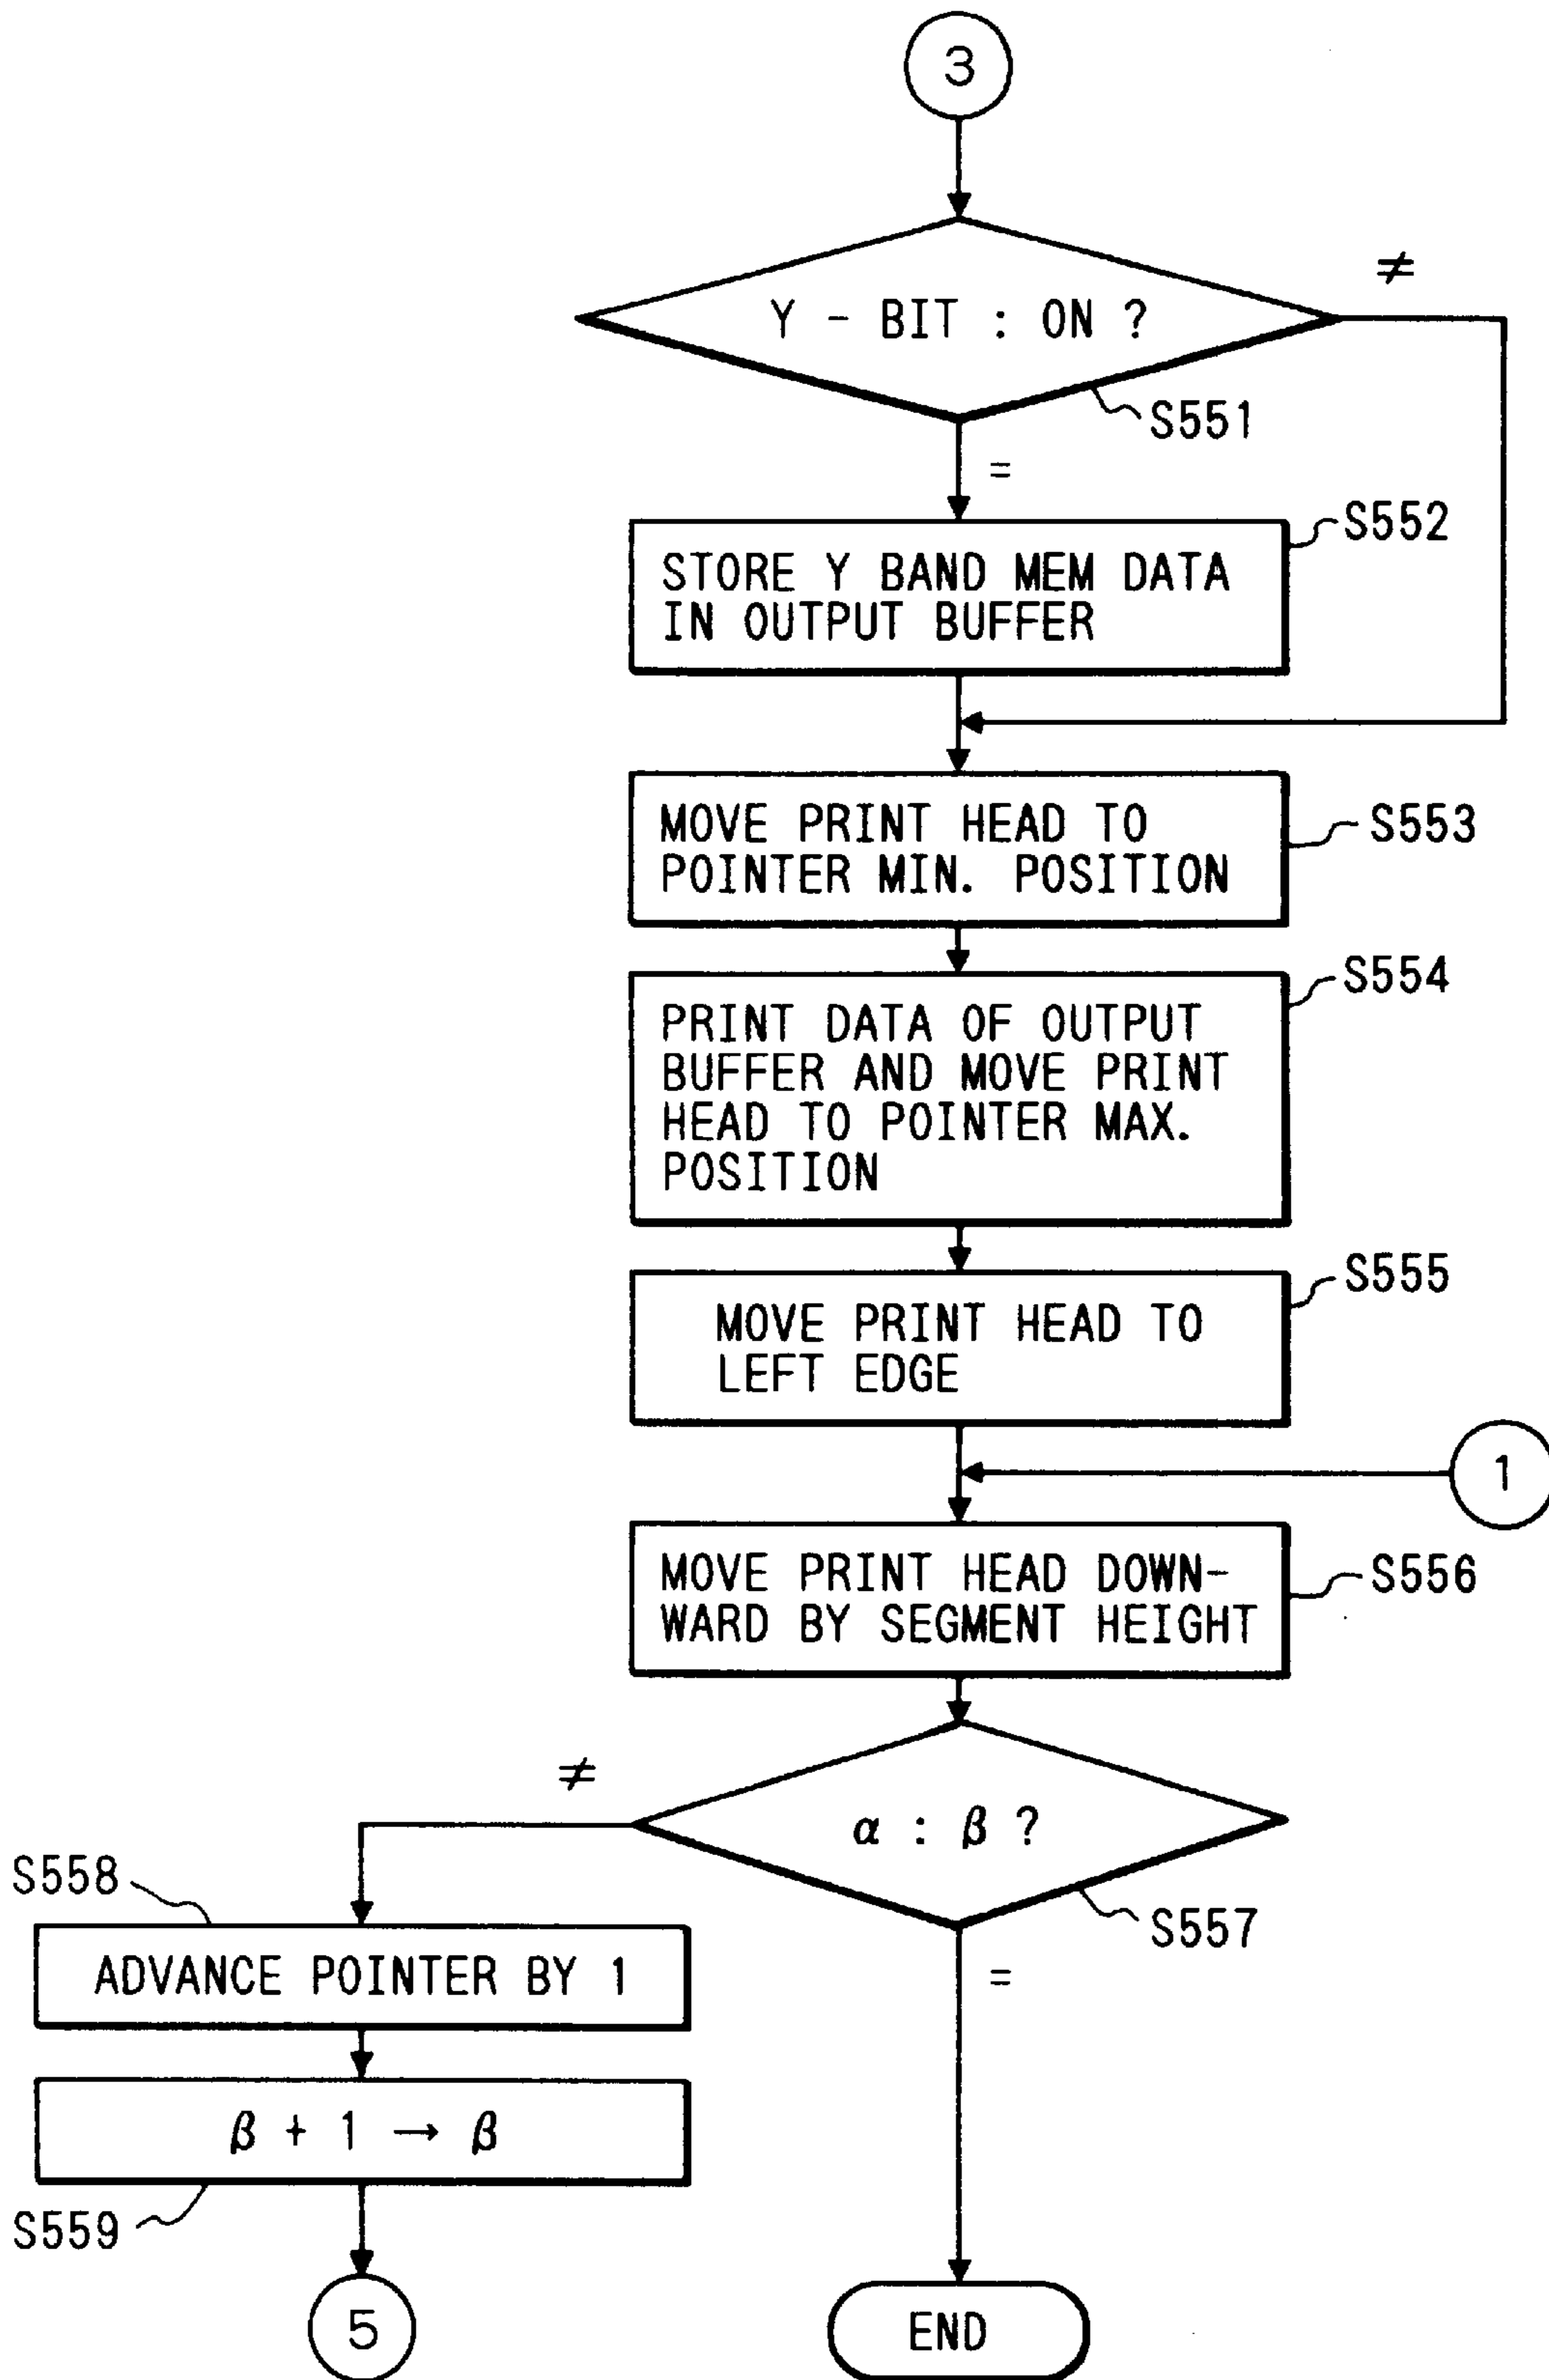 3
≠
Y - BIT : ON ?
S551
=
S552
STORE Y BAND MEM DATA
IN OUTPUT BUFFER
MOVE PRINT HEAD TO
POINTER MIN. POSITION
S553
S554
PRINT DATA OF OUTPUT
BUFFER AND MOVE PRINT
HEAD TO POINTER MAX.
POSITION
S555
MOVE PRINT HEAD TO
LEFT EDGE
1
MOVE PRINT HEAD DOWN-
WARD BY SEGMENT HEIGHT
S556
≠
α : β ?
S557
=
S558
ADVANCE POINTER BY 1
β + 1 → β
S559
5
END